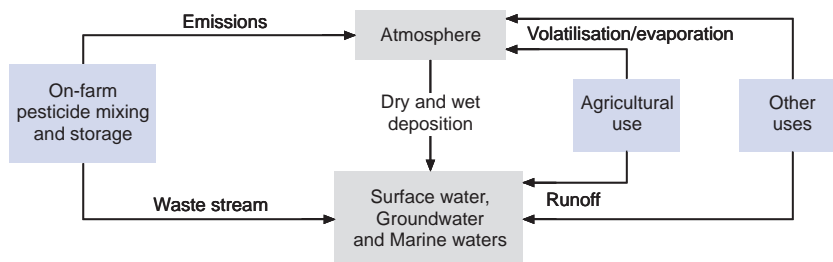 Emissions
Atmosphere
Volatilisation/evaporation
On-farm
pesticide mixing
and storage
Dry and wet
deposition
Agricultural
use
Other
uses
Waste stream
Surface water,
Groundwater
and Marine waters
Runoff